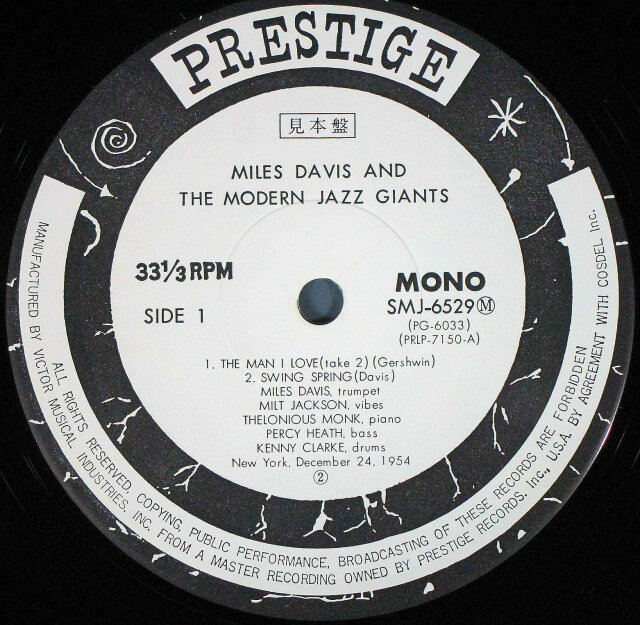 PRESTIGE
見本盤
MILES DAVIS AND
THE MODERN JAZZ GIANTS
33 1/3 RPM
MONO
SIDE 1
SMJ-6529 Ⓜ
(PG-6033)
(PRLP-7150-A)
1. THE MAN I LOVE (take 2) (Gershwin)
2. SWING SPRING (Davis)
MILES DAVIS, trumpet
MILT JACKSON, vibes
THELONIOUS MONK, piano
PERCY HEATH, bass
KENNY CLARKE, drums
New York, December 24, 1954
②
ALL RIGHTS RESERVED, COPYING, PUBLIC PERFORMANCE, BROADCASTING OF THESE RECORDS ARE FORBIDDEN
MANUFACTURED BY VICTOR MUSICAL INDUSTRIES, INC. FROM A MASTER RECORDING OWNED BY PRESTIGE RECORDS, Inc., U.S.A. BY AGREEMENT WITH COSDEL Inc.